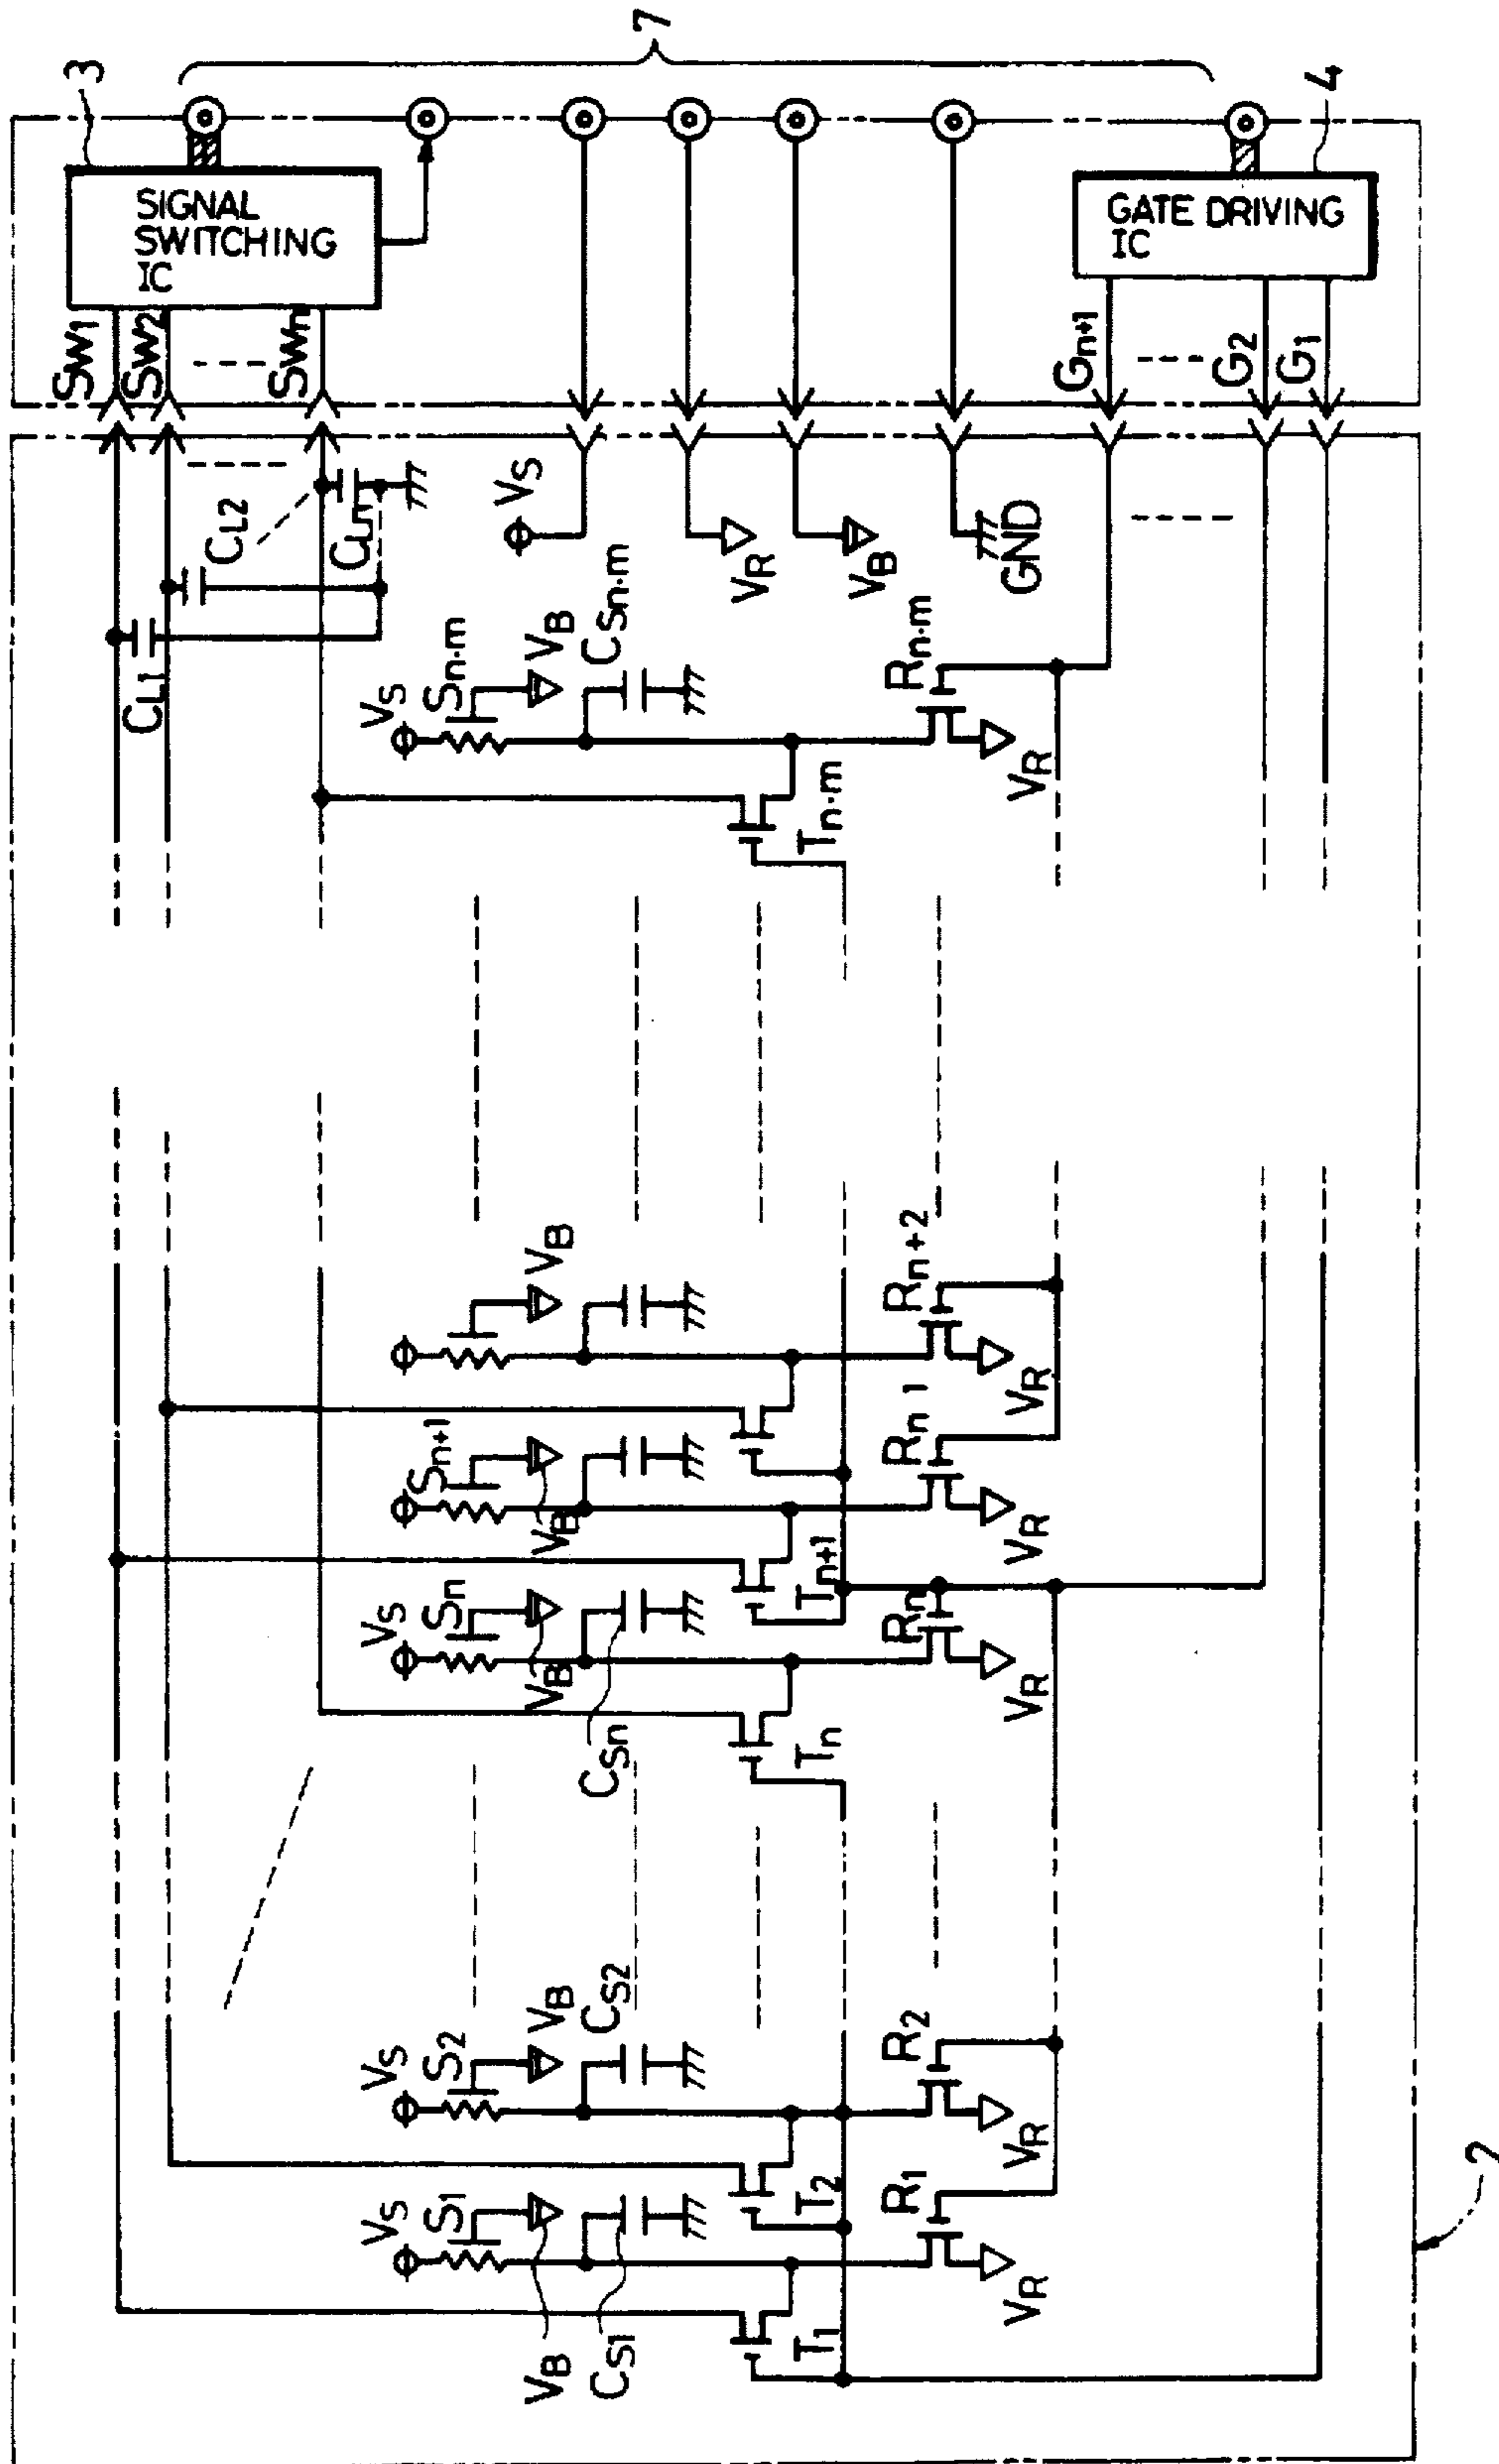 3
7
4
SIGNAL
SWITCHING
IC
GATE DRIVING
IC
SW1
SW2
SWn
Gn+1
G2
G1
CL1
CL2
CLn
VS
VR
VB
GND
VS
Sn·m
VB
CSn·m
Tn·m
Rn·m
VR
VB
Rn+2
VR
Sn+1
VB
Tn+1
Rn 1
VR
VS
Sn
VB
CSn
Tn
Rn
VR
VS
S2
VB
CS2
T2
R2
VR
VS
S1
VB
CS1
T1
R1
VR
2